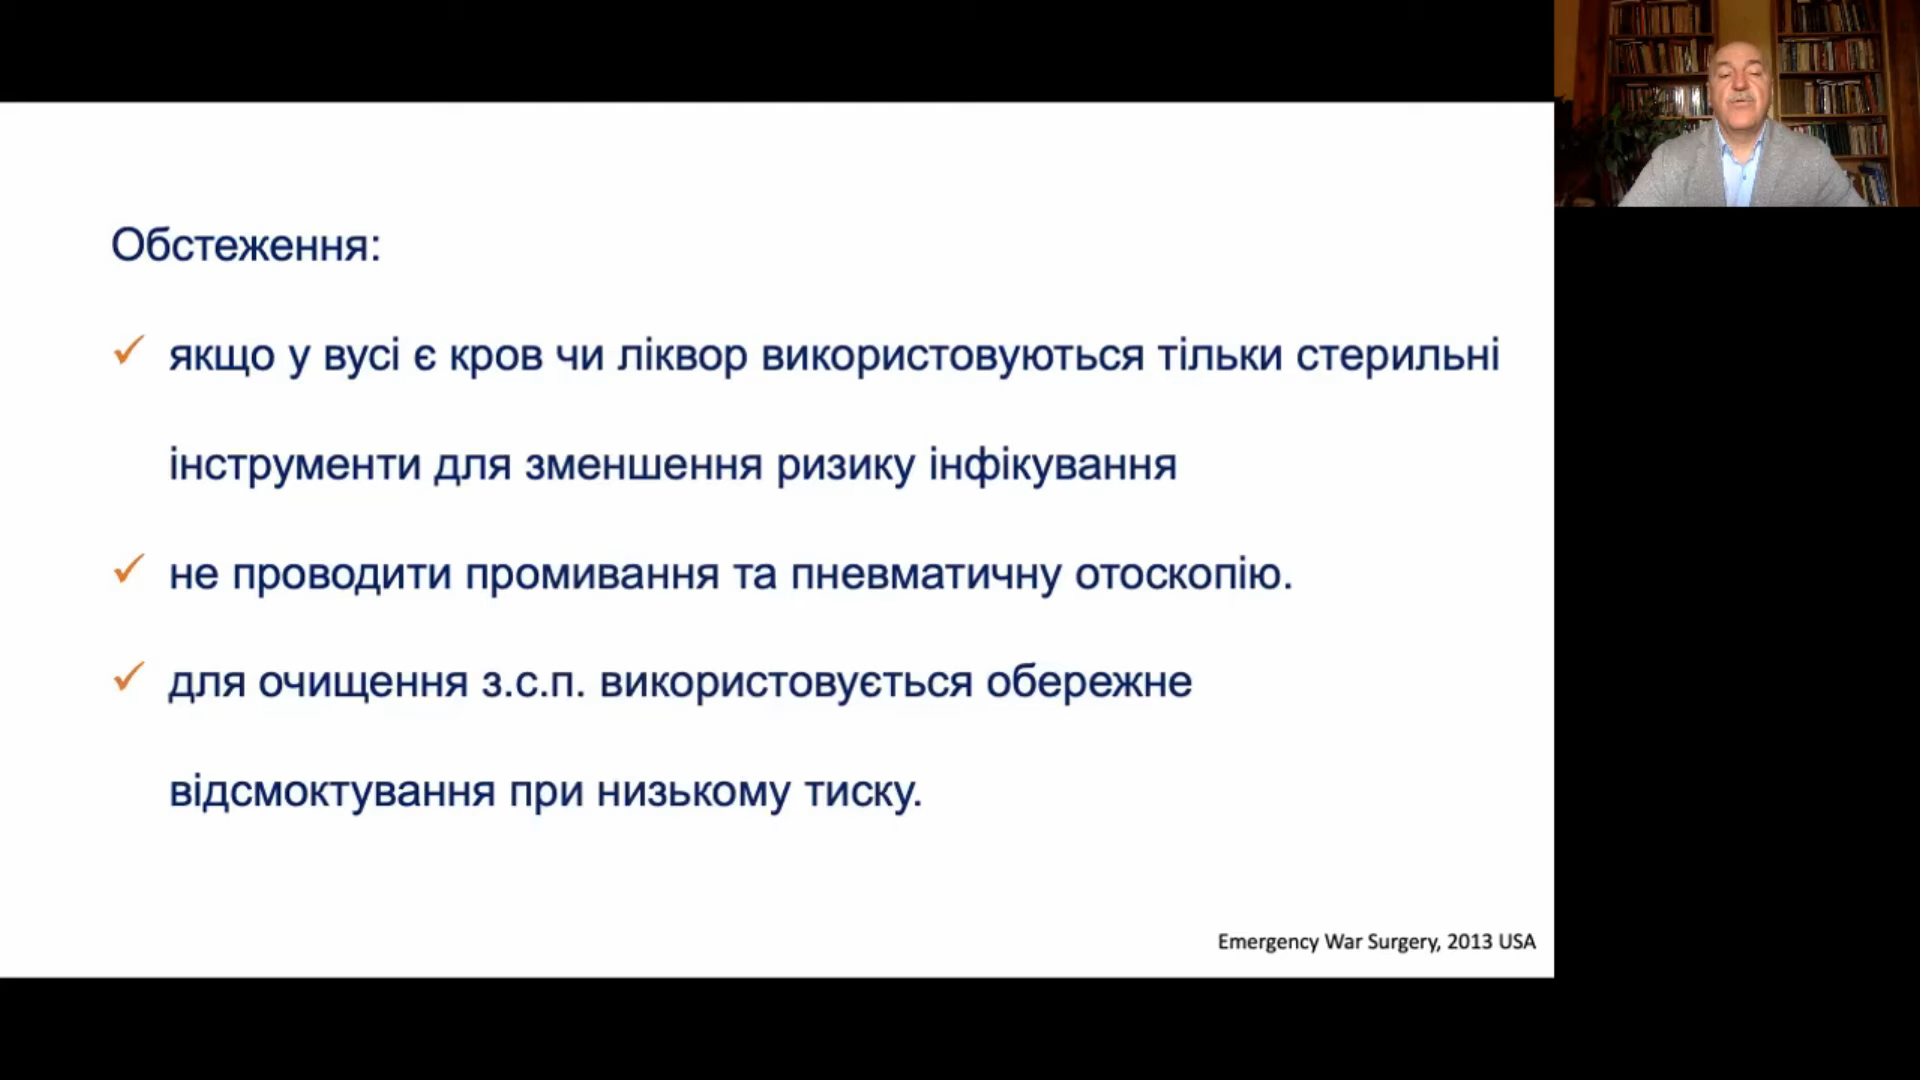 Обстеження:
якщо у вусі є кров чи ліквор використовуються тільки стерильні
інструменти для зменшення ризику інфікування
не проводити промивання та пневматичну отоскопію.
для очищення з.с.п. використовується обережне
відсмоктування при низькому тиску.
Emergency War Surgery, 2013 USA